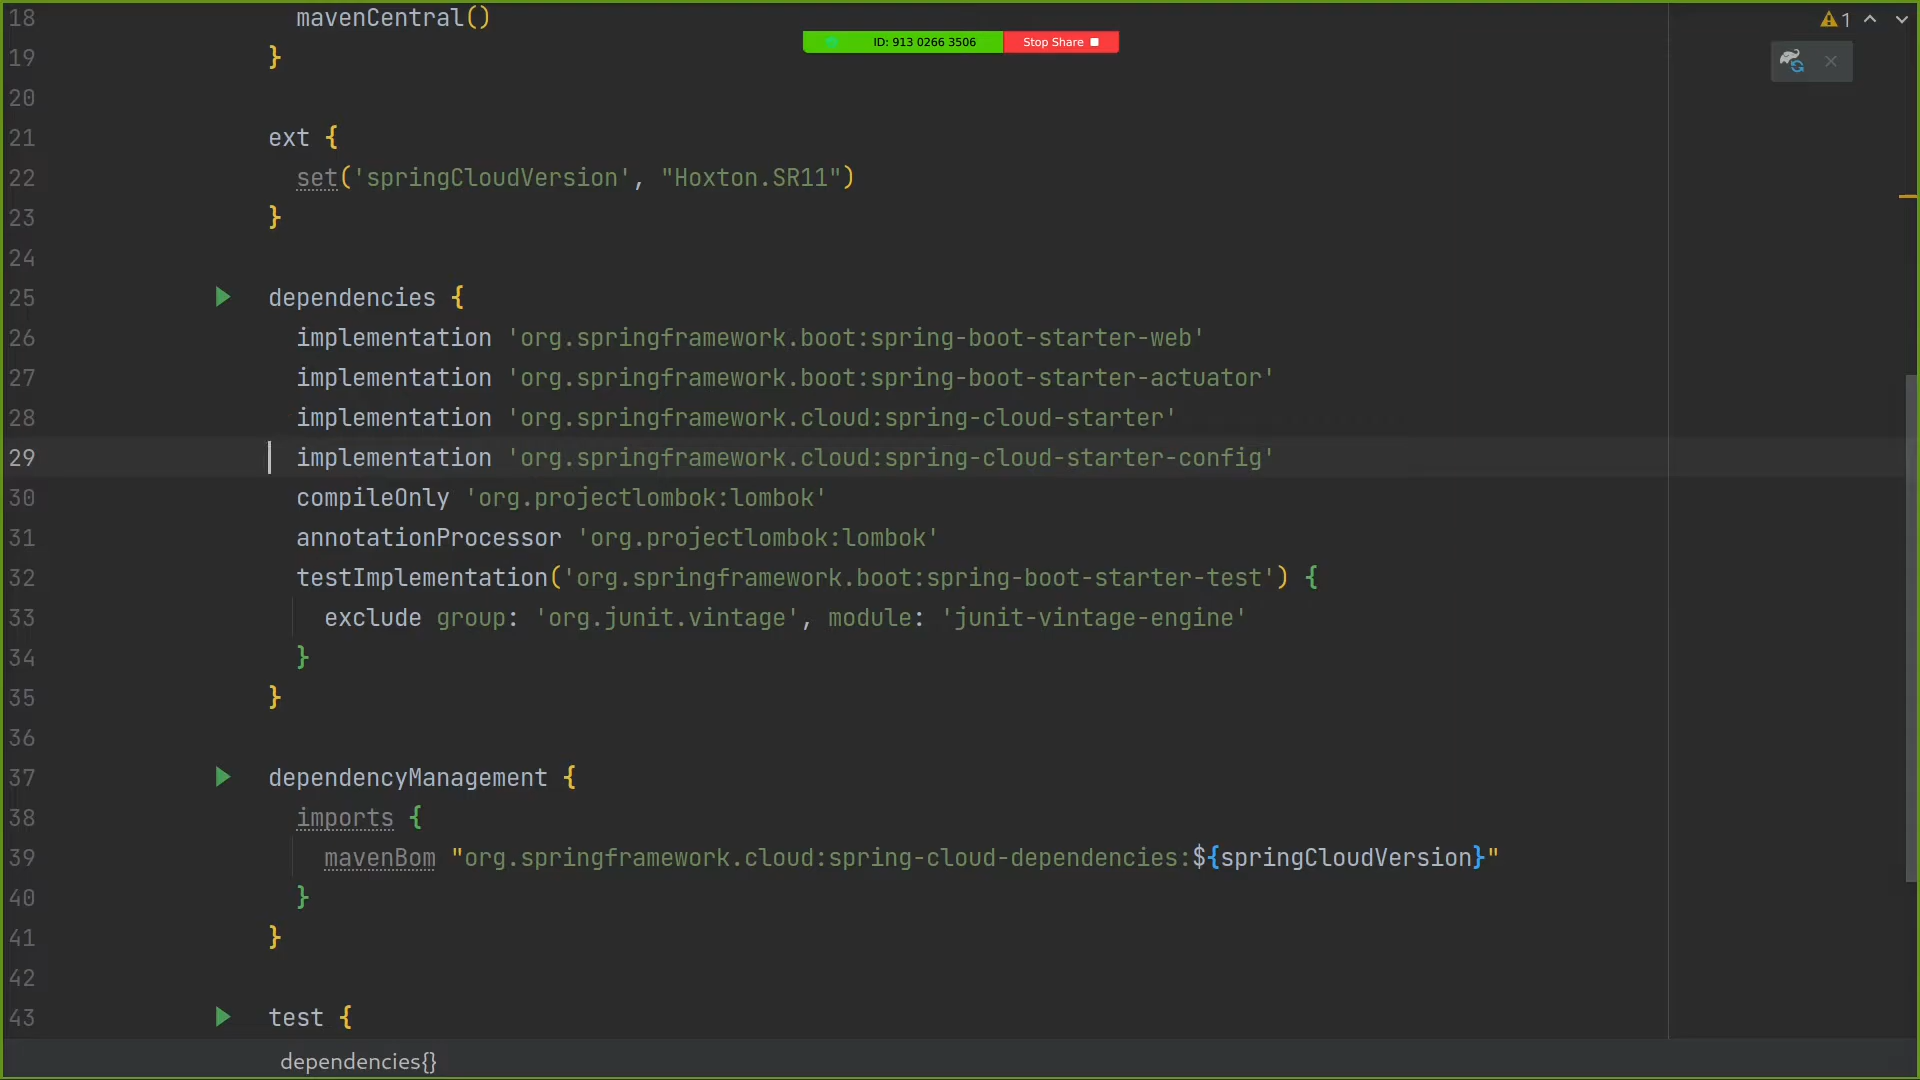 18 mavenCentral()
ID: 913 0266 3506 Stop Share
1
19 }
20
21 ext {
22 set('springCloudVersion', "Hoxton.SR11")
23 }
24
25 dependencies {
26 implementation 'org.springframework.boot:spring-boot-starter-web'
27 implementation 'org.springframework.boot:spring-boot-starter-actuator'
28 implementation 'org.springframework.cloud:spring-cloud-starter'
29 implementation 'org.springframework.cloud:spring-cloud-starter-config'
30 compileOnly 'org.projectlombok:lombok'
31 annotationProcessor 'org.projectlombok:lombok'
32 testImplementation('org.springframework.boot:spring-boot-starter-test') {
33 exclude group: 'org.junit.vintage', module: 'junit-vintage-engine'
34 }
35 }
36
37 dependencyManagement {
38 imports {
39 mavenBom "org.springframework.cloud:spring-cloud-dependencies:${springCloudVersion}"
40 }
41 }
42
43 test {
dependencies{}